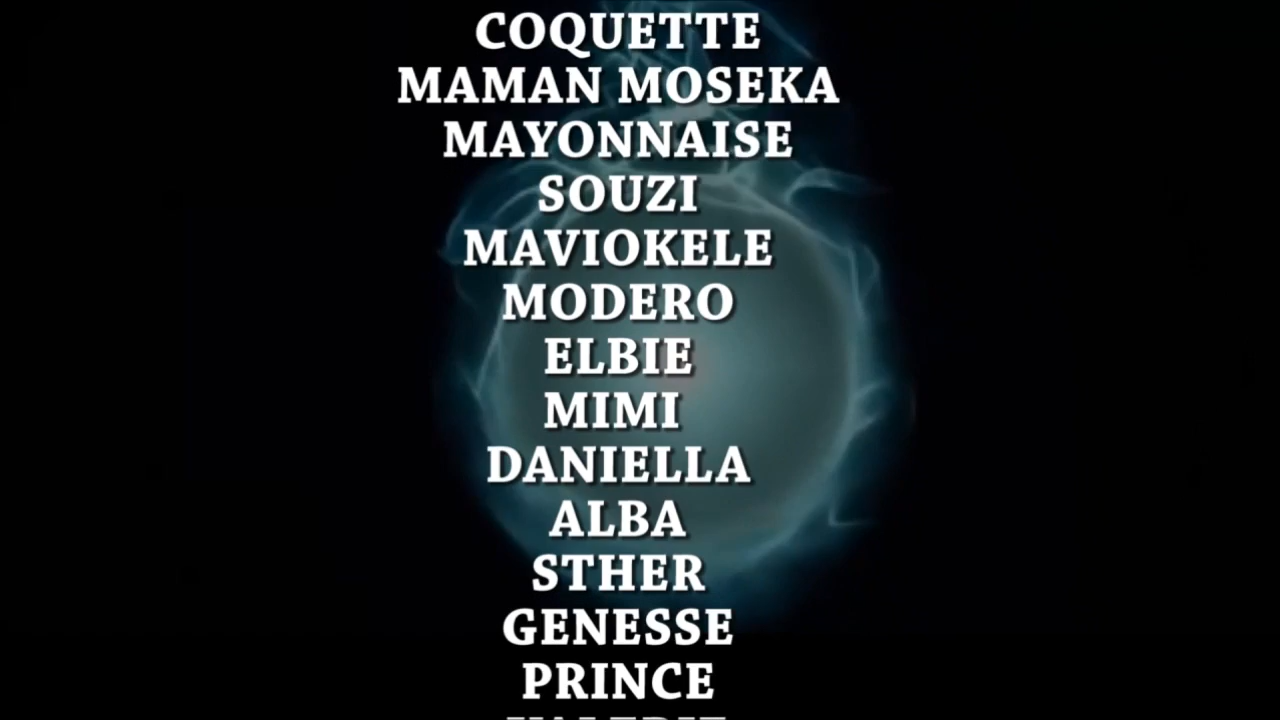 COQUETTE
MAMAN MOSEKA
MAYONNAISE
SOUZI
MAVIOKELE
MODERO
ELBIE
MIMI
DANIELLA
ALBA
STHER
GENESSE
PRINCE